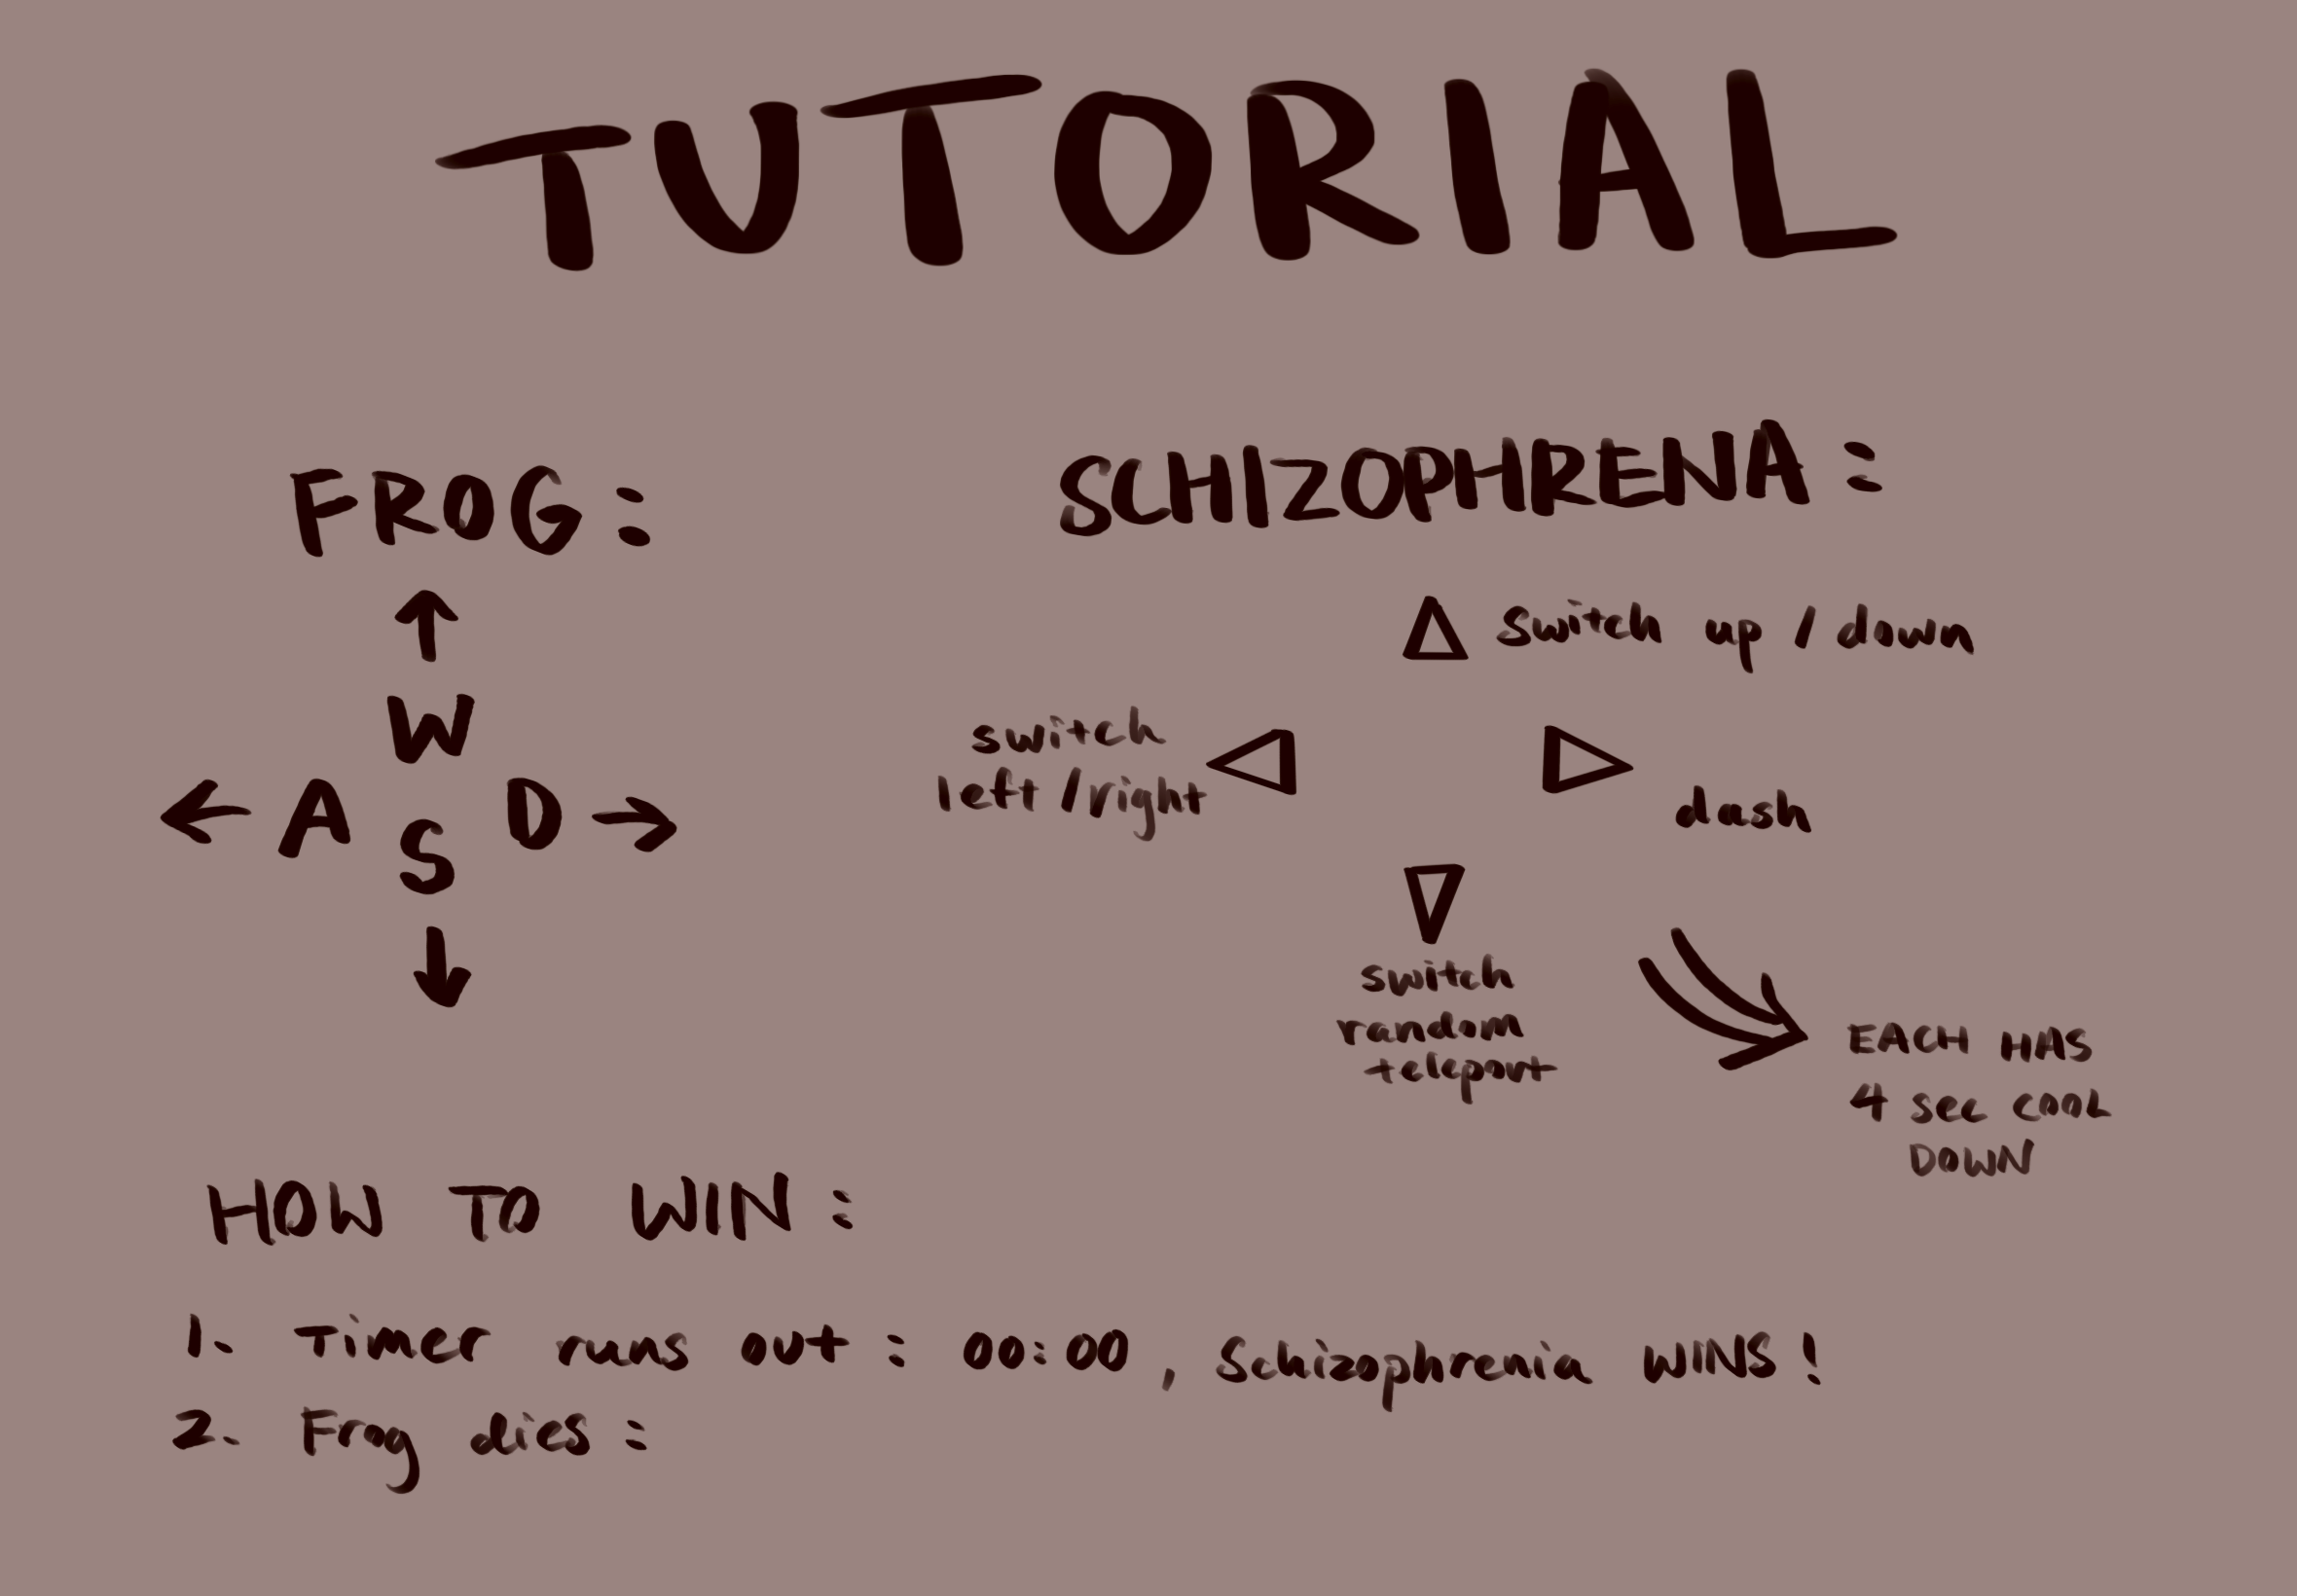 TUTORIAL
FROG:
W
A S D
SCHIZOPHRENA:
switch up / down
switch
left / right
dash
switch
random
teleport
EACH HAS
4 sec COOL
DOWN
HOW TO WIN:
1. Timer runs out: 00:00, Schizophrenia WINS!
2. Frog dies: